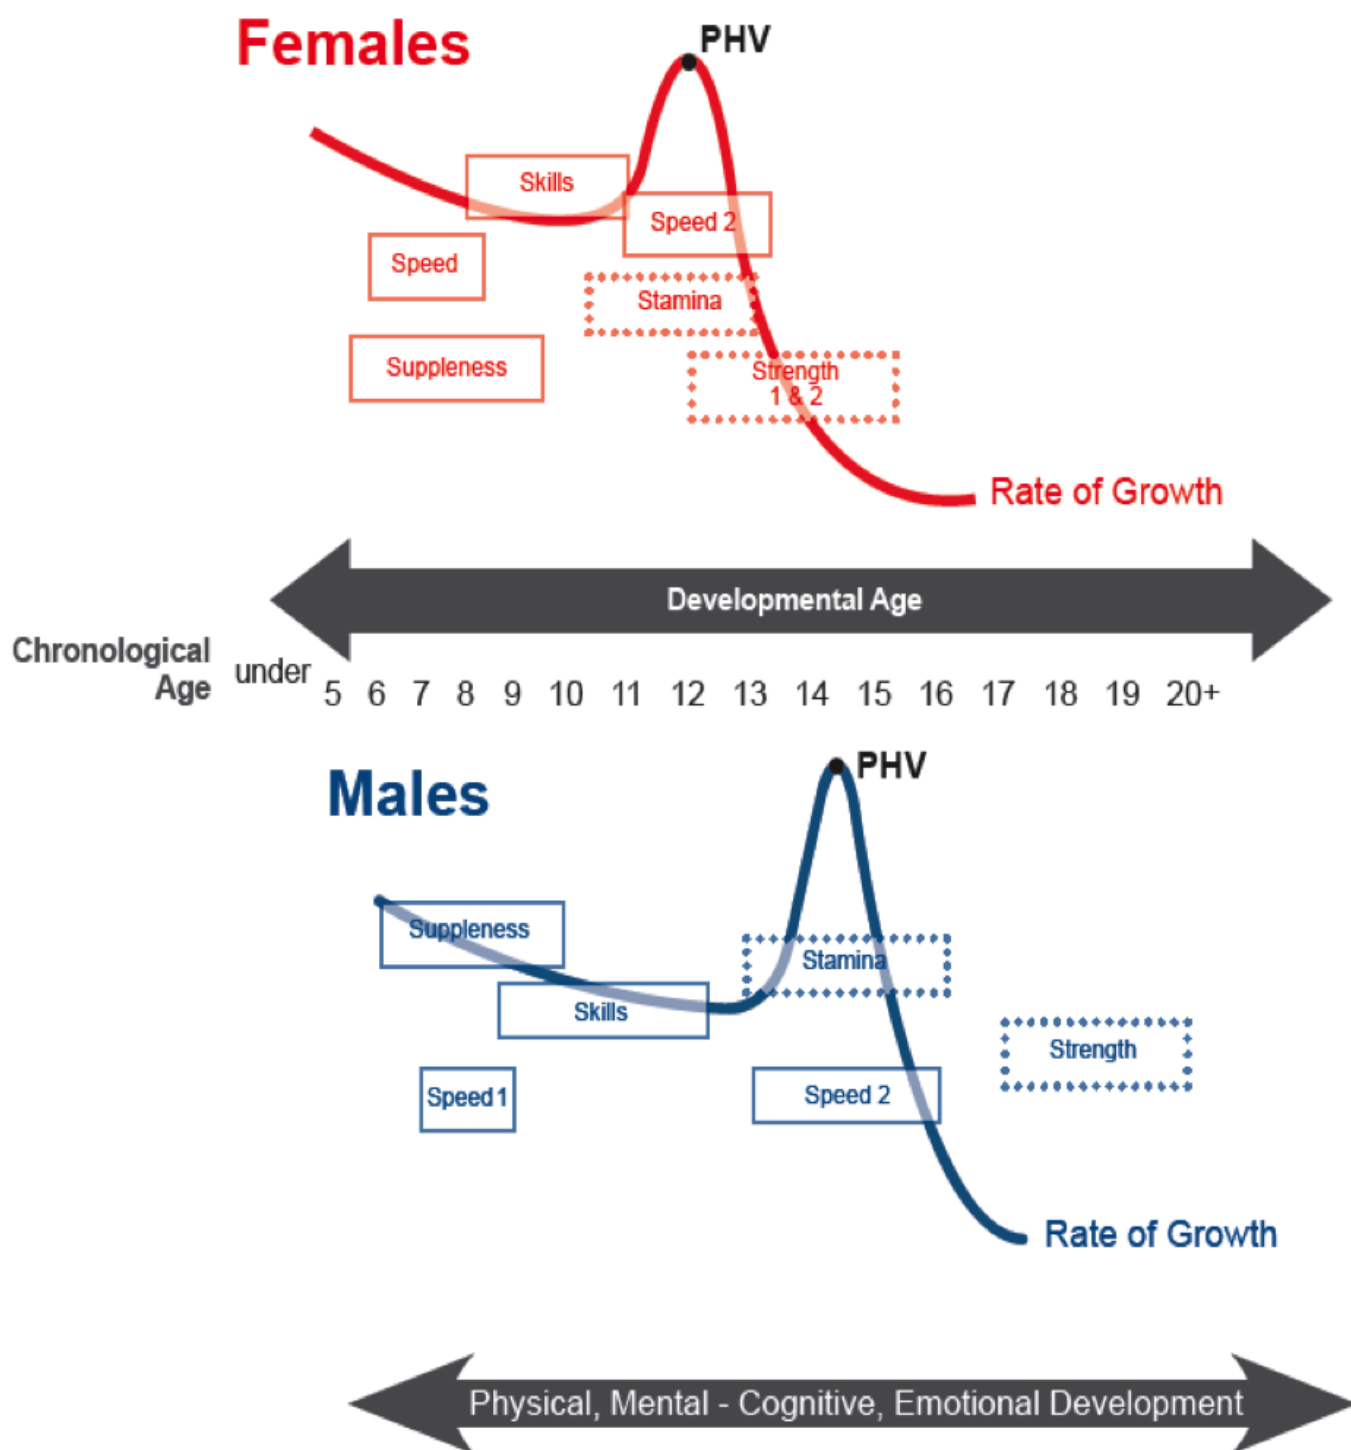 Females
PHV
Skills
Speed 2
Speed
Stamina
Suppleness
Strength
1 & 2
Rate of Growth
Developmental Age
Chronological
Age
under
5 6 7 8 9 10 11 12 13 14 15 16 17 18 19 20+
PHV
Males
Suppleness
Stamina
Skills
Strength
Speed 1
Speed 2
Rate of Growth
Physical, Mental - Cognitive, Emotional Development